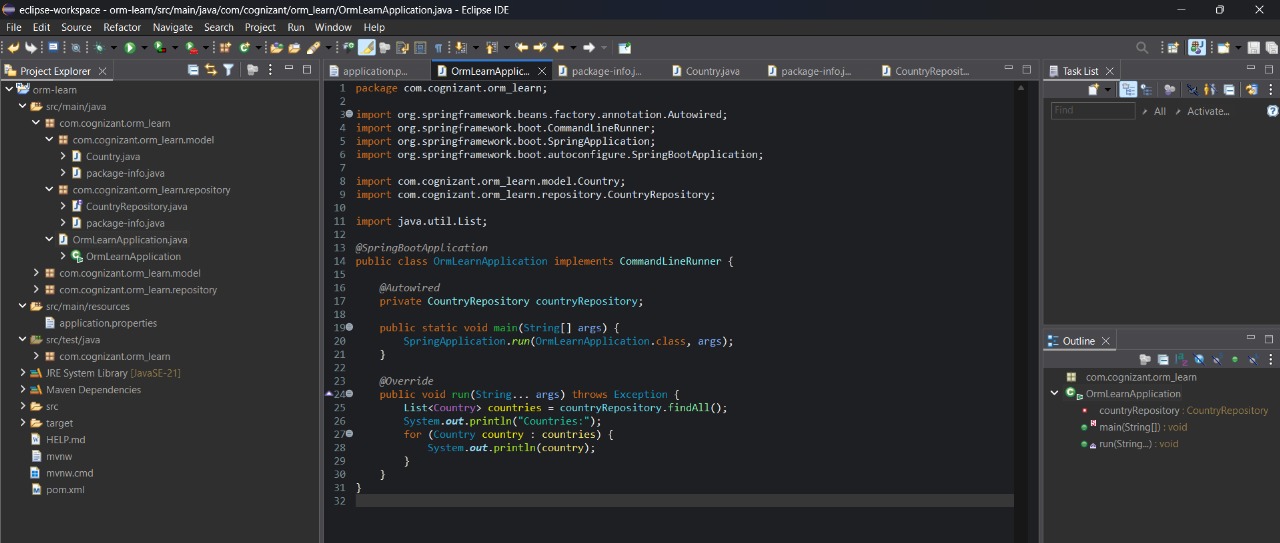 eclipse-workspace - orm-learn/src/main/java/com/cognizant/orm_learn/OrmLearnApplication.java - Eclipse IDE
File Edit Source Refactor Navigate Search Project Run Window Help
Project Explorer
orm-learn
src/main/java
com.cognizant.orm_learn
com.cognizant.orm_learn.model
Country.java
package-info.java
com.cognizant.orm_learn.repository
CountryRepository.java
package-info.java
OrmLearnApplication.java
OrmLearnApplication
com.cognizant.orm_learn.model
com.cognizant.orm_learn.repository
src/main/resources
application.properties
src/test/java
com.cognizant.orm_learn
JRE System Library [JavaSE-21]
Maven Dependencies
src
target
HELP.md
mvnw
mvnw.cmd
pom.xml
application.p... OrmLearnApplic... package-info.j... Country.java package-info.j... CountryReposit...
1 package com.cognizant.orm_learn;
2
3 import org.springframework.beans.factory.annotation.Autowired;
4 import org.springframework.boot.CommandLineRunner;
5 import org.springframework.boot.SpringApplication;
6 import org.springframework.boot.autoconfigure.SpringBootApplication;
7
8 import com.cognizant.orm_learn.model.Country;
9 import com.cognizant.orm_learn.repository.CountryRepository;
10
11 import java.util.List;
12
13 @SpringBootApplication
14 public class OrmLearnApplication implements CommandLineRunner {
15
16 @Autowired
17 private CountryRepository countryRepository;
18
19 public static void main(String[] args) {
20 SpringApplication.run(OrmLearnApplication.class, args);
21 }
22
23 @Override
24 public void run(String... args) throws Exception {
25 List<Country> countries = countryRepository.findAll();
26 System.out.println("Countries:");
27 for (Country country : countries) {
28 System.out.println(country);
29 }
30 }
31 }
32
Task List
Find All Activate...
Outline
com.cognizant.orm_learn
OrmLearnApplication
countryRepository : CountryRepository
main(String[]) : void
run(String...) : void